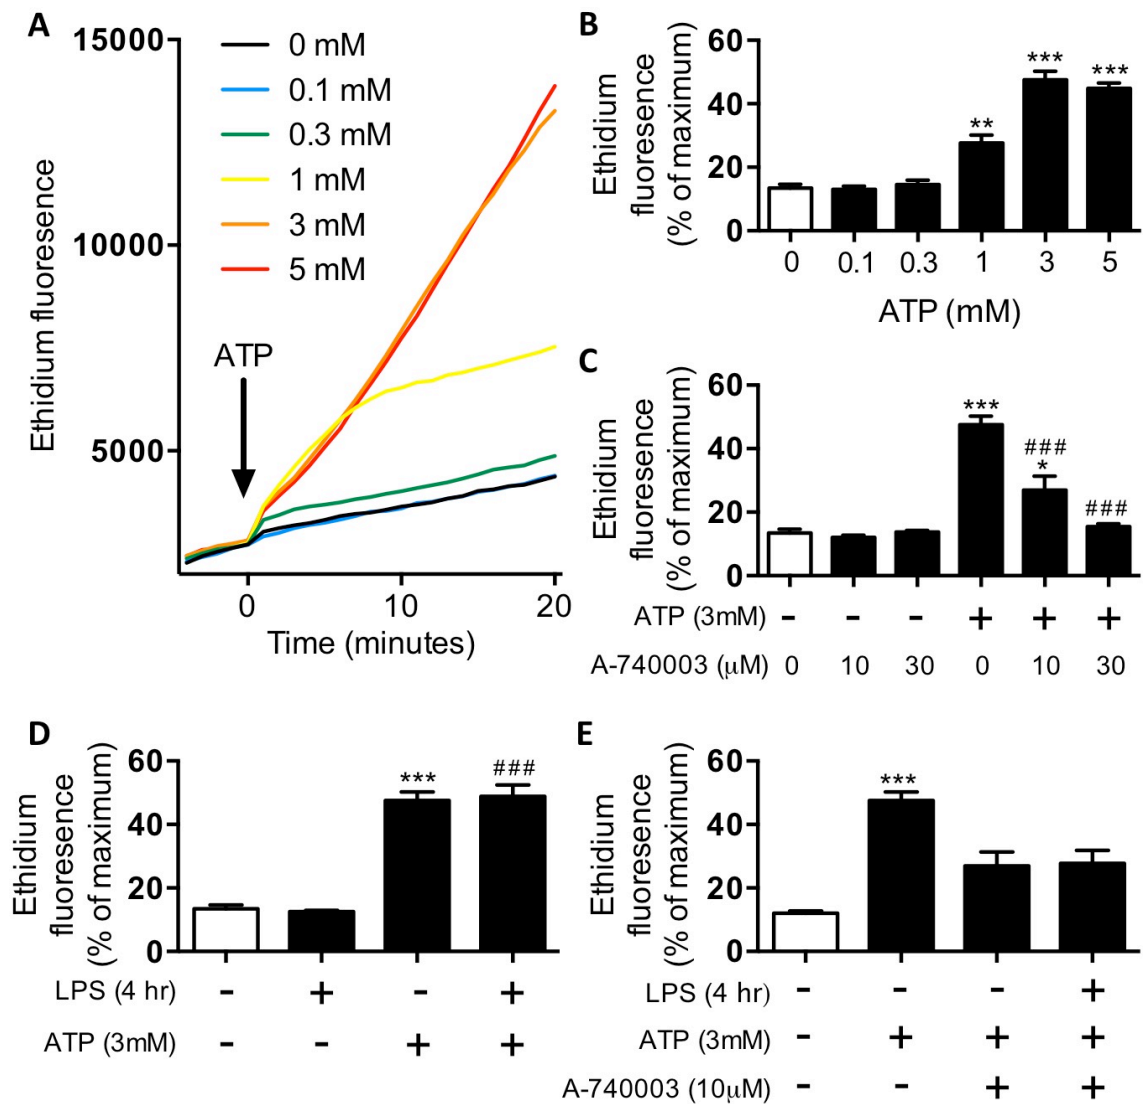 A
15000
10000
5000
Ethidium fluoresence
0 mM
0.1 mM
0.3 mM
1 mM
3 mM
5 mM
ATP
0 10 20
Time (minutes)
B
Ethidium
fluoresence
(% of maximum)
60
40
20
0
** *** ***
0 0.1 0.3 1 3 5
ATP (mM)
C
Ethidium
fluoresence
(% of maximum)
60
40
20
0
***
###
*
###
ATP (3mM) - - - + + +
A-740003 (μM) 0 10 30 0 10 30
D
Ethidium
fluoresence
(% of maximum)
60
40
20
0
*** ###
LPS (4 hr) - + - +
ATP (3mM) - - + +
E
Ethidium
fluoresence
(% of maximum)
60
40
20
0
***
LPS (4 hr) - - - +
ATP (3mM) - + + +
A-740003 (10μM) - - + +